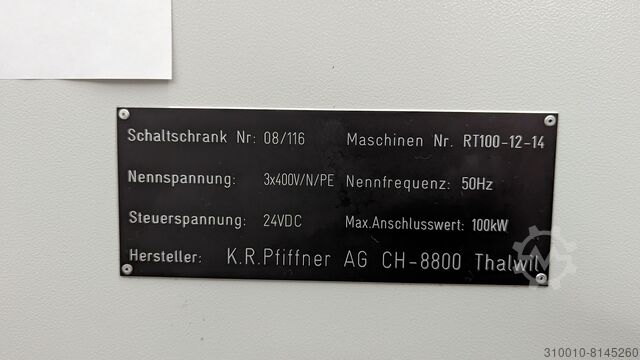 Schaltschrank Nr: 08/116 Maschinen Nr. RT100-12-14
Nennspannung: 3x400V/N/PE Nennfrequenz: 50Hz
Steuerspannung: 24VDC Max.Anschlusswert: 100kW
Hersteller: K.R.Pfiffner AG CH-8800 Thalwil
310010-8145260